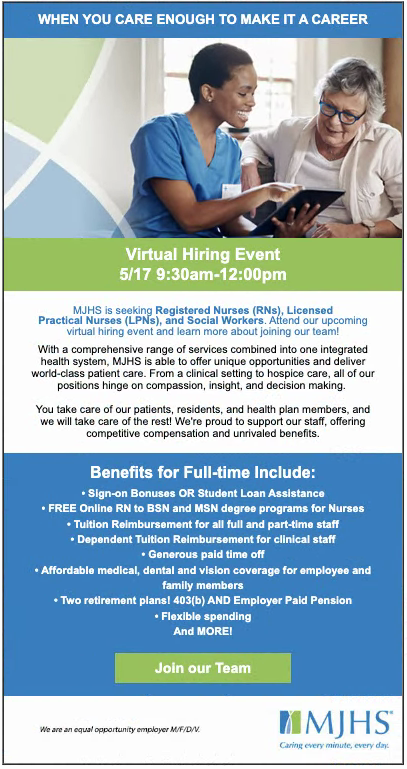 WHEN YOU CARE ENOUGH TO MAKE IT A CAREER
Virtual Hiring Event
5/17 9:30am-12:00pm
MJHS is seeking Registered Nurses (RNs), Licensed
Practical Nurses (LPNs), and Social Workers. Attend our upcoming
virtual hiring event and learn more about joining our team!
With a comprehensive range of services combined into one integrated
health system, MJHS is able to offer unique opportunities and deliver
world-class patient care. From a clinical setting to hospice care, all of our
positions hinge on compassion, insight, and decision making.
You take care of our patients, residents, and health plan members, and
we will take care of the rest! We're proud to support our staff, offering
competitive compensation and unrivaled benefits.
Benefits for Full-time Include:
• Sign-on Bonuses OR Student Loan Assistance
• FREE Online RN to BSN and MSN degree programs for Nurses
• Tuition Reimbursement for all full and part-time staff
• Dependent Tuition Reimbursement for clinical staff
• Generous paid time off
• Affordable medical, dental and vision coverage for employee and
family members
• Two retirement plans! 403(b) AND Employer Paid Pension
• Flexible spending
And MORE!
Join our Team
We are an equal opportunity employer M/F/D/V.
MJHS®
Caring every minute, every day.